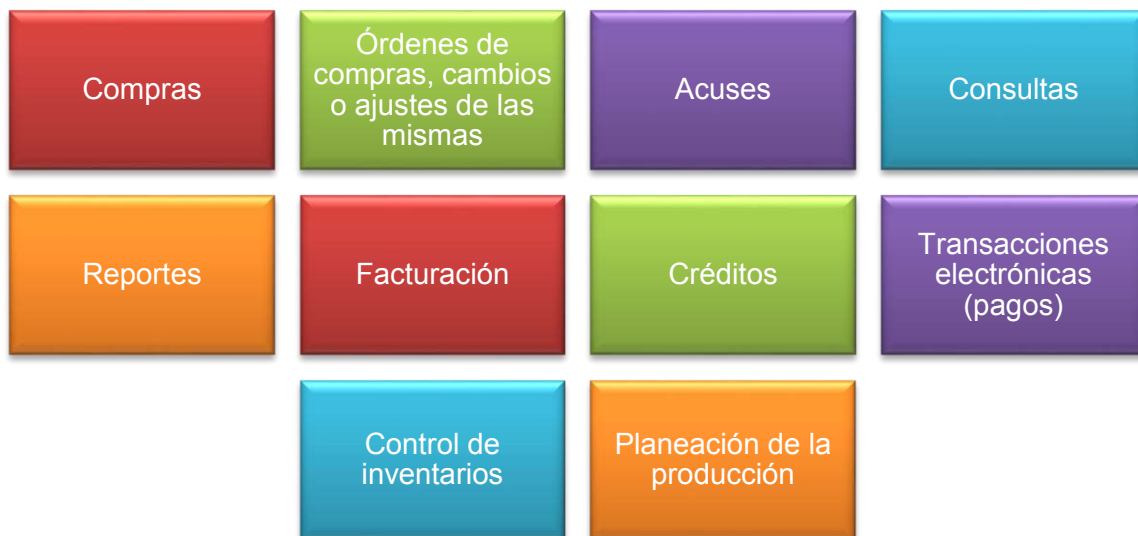 Compras
Órdenes de
compras, cambios
o ajustes de las
mismas
Acuses
Consultas
Reportes
Facturación
Créditos
Transacciones
electrónicas
(pagos)
Control de
inventarios
Planeación de la
producción